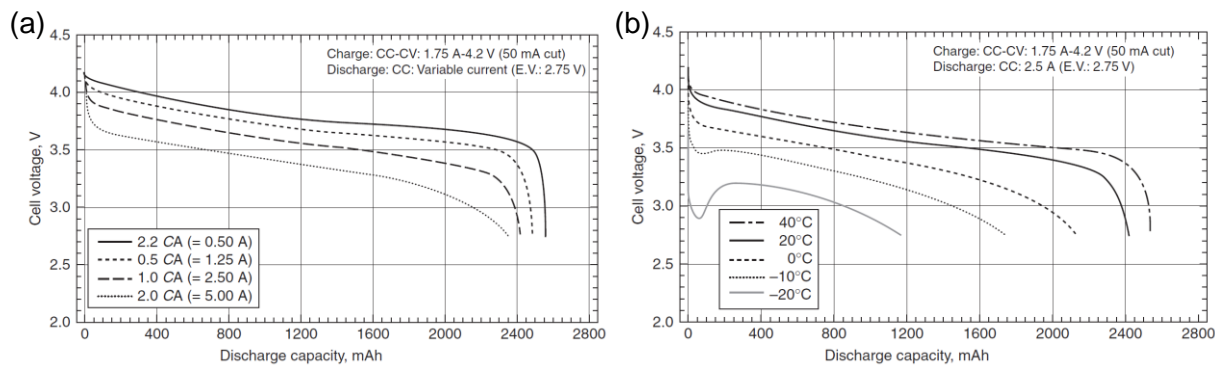 (a)
4.5
4.0
3.5
3.0
2.5
2.0
Cell voltage, V
Charge: CC-CV: 1.75 A-4.2 V (50 mA cut)
Discharge: CC: Variable current (E.V.: 2.75 V)
2.2 CA (= 0.50 A)
0.5 CA (= 1.25 A)
1.0 CA (= 2.50 A)
2.0 CA (= 5.00 A)
0 400 800 1200 1600 2000 2400 2800
Discharge capacity, mAh
(b)
4.5
4.0
3.5
3.0
2.5
2.0
Cell voltage, V
Charge: CC-CV: 1.75 A-4.2 V (50 mA cut)
Discharge: CC: 2.5 A (E.V.: 2.75 V)
40°C
20°C
0°C
–10°C
–20°C
0 400 800 1200 1600 2000 2400 2800
Discharge capacity, mAh